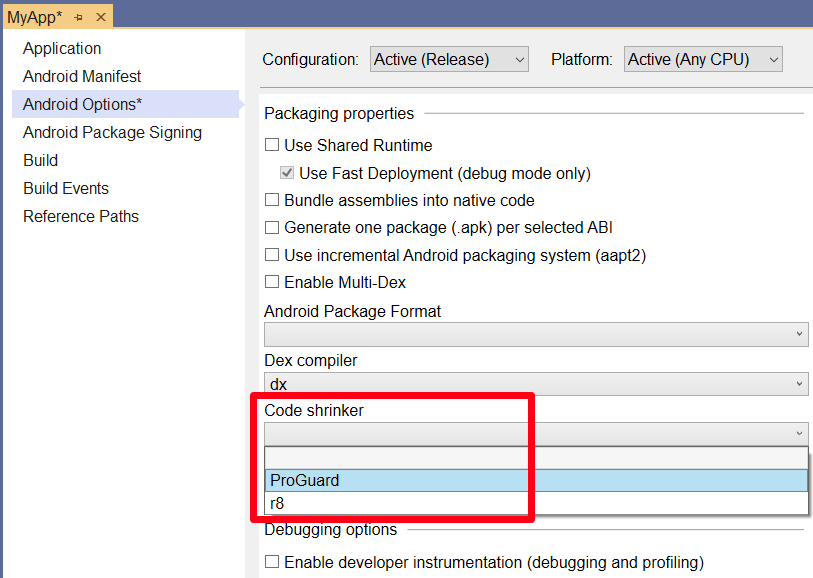 MyApp*
Application
Android Manifest
Android Options*
Android Package Signing
Build
Build Events
Reference Paths
Configuration: Active (Release) Platform: Active (Any CPU)
Packaging properties
Use Shared Runtime
Use Fast Deployment (debug mode only)
Bundle assemblies into native code
Generate one package (.apk) per selected ABI
Use incremental Android packaging system (aapt2)
Enable Multi-Dex
Android Package Format
Dex compiler
dx
Code shrinker
ProGuard
r8
Debugging options
Enable developer instrumentation (debugging and profiling)